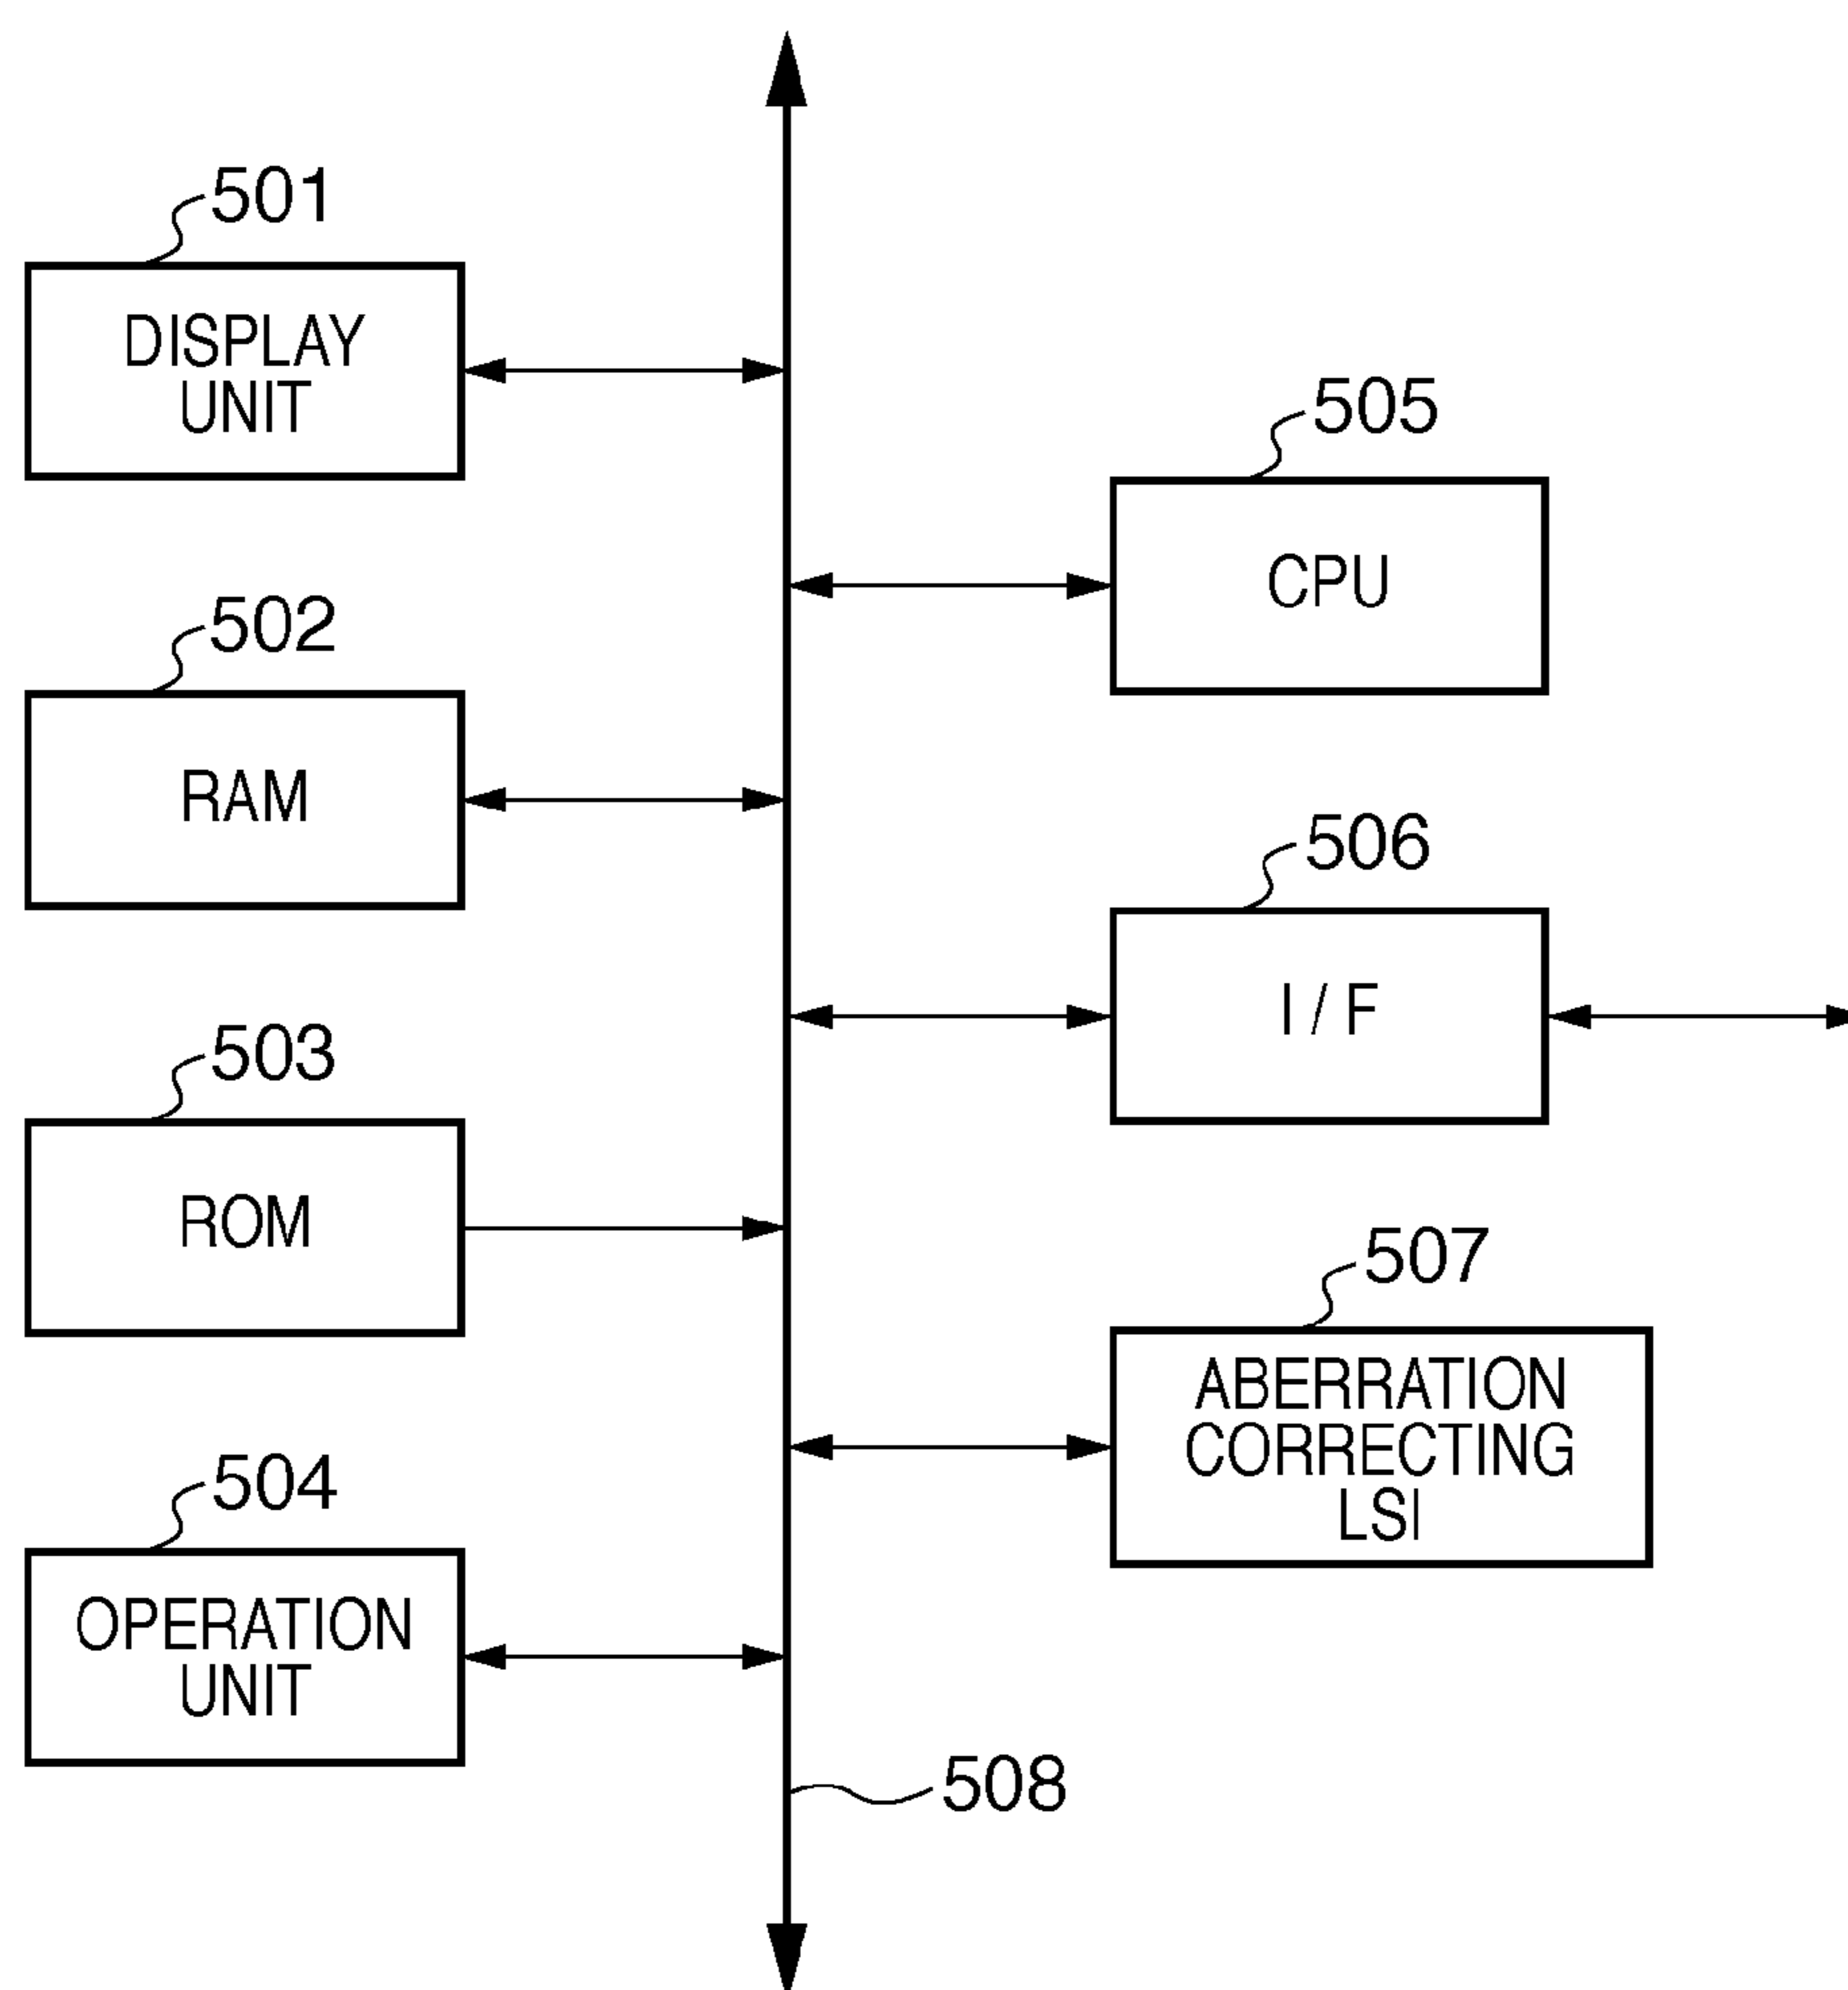 501
DISPLAY
UNIT
505
CPU
502
RAM
506
I / F
503
ROM
507
ABERRATION
CORRECTING
LSI
504
OPERATION
UNIT
508